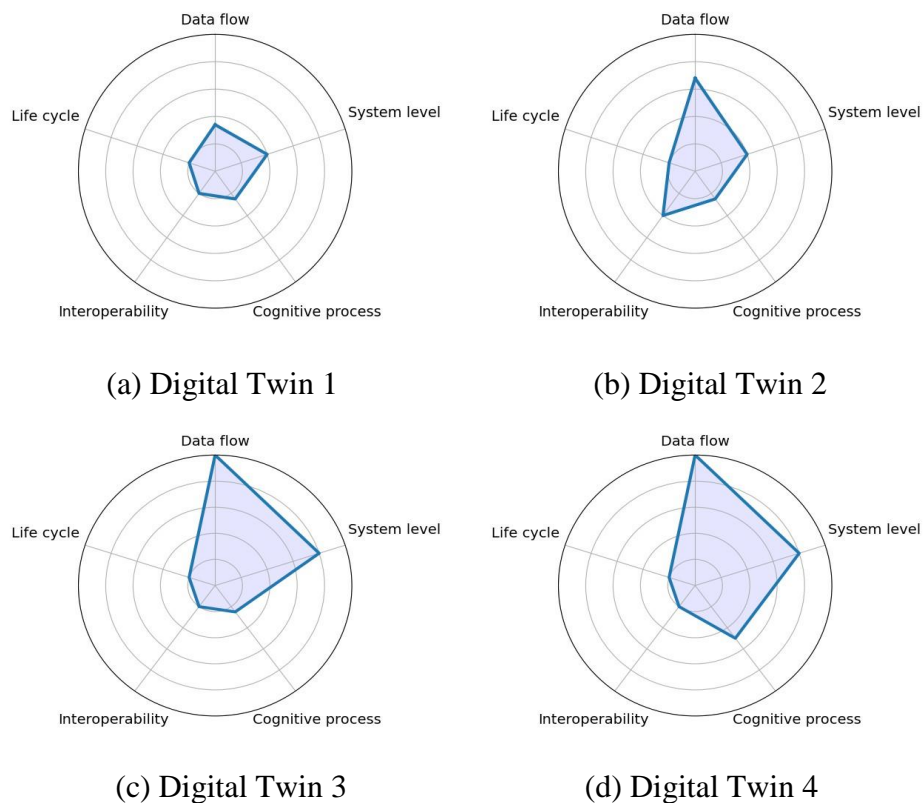 Data flow
System level
Life cycle
Interoperability
Cognitive process
(a) Digital Twin 1
Data flow
System level
Life cycle
Interoperability
Cognitive process
(b) Digital Twin 2
Data flow
System level
Life cycle
Interoperability
Cognitive process
(c) Digital Twin 3
Data flow
System level
Life cycle
Interoperability
Cognitive process
(d) Digital Twin 4